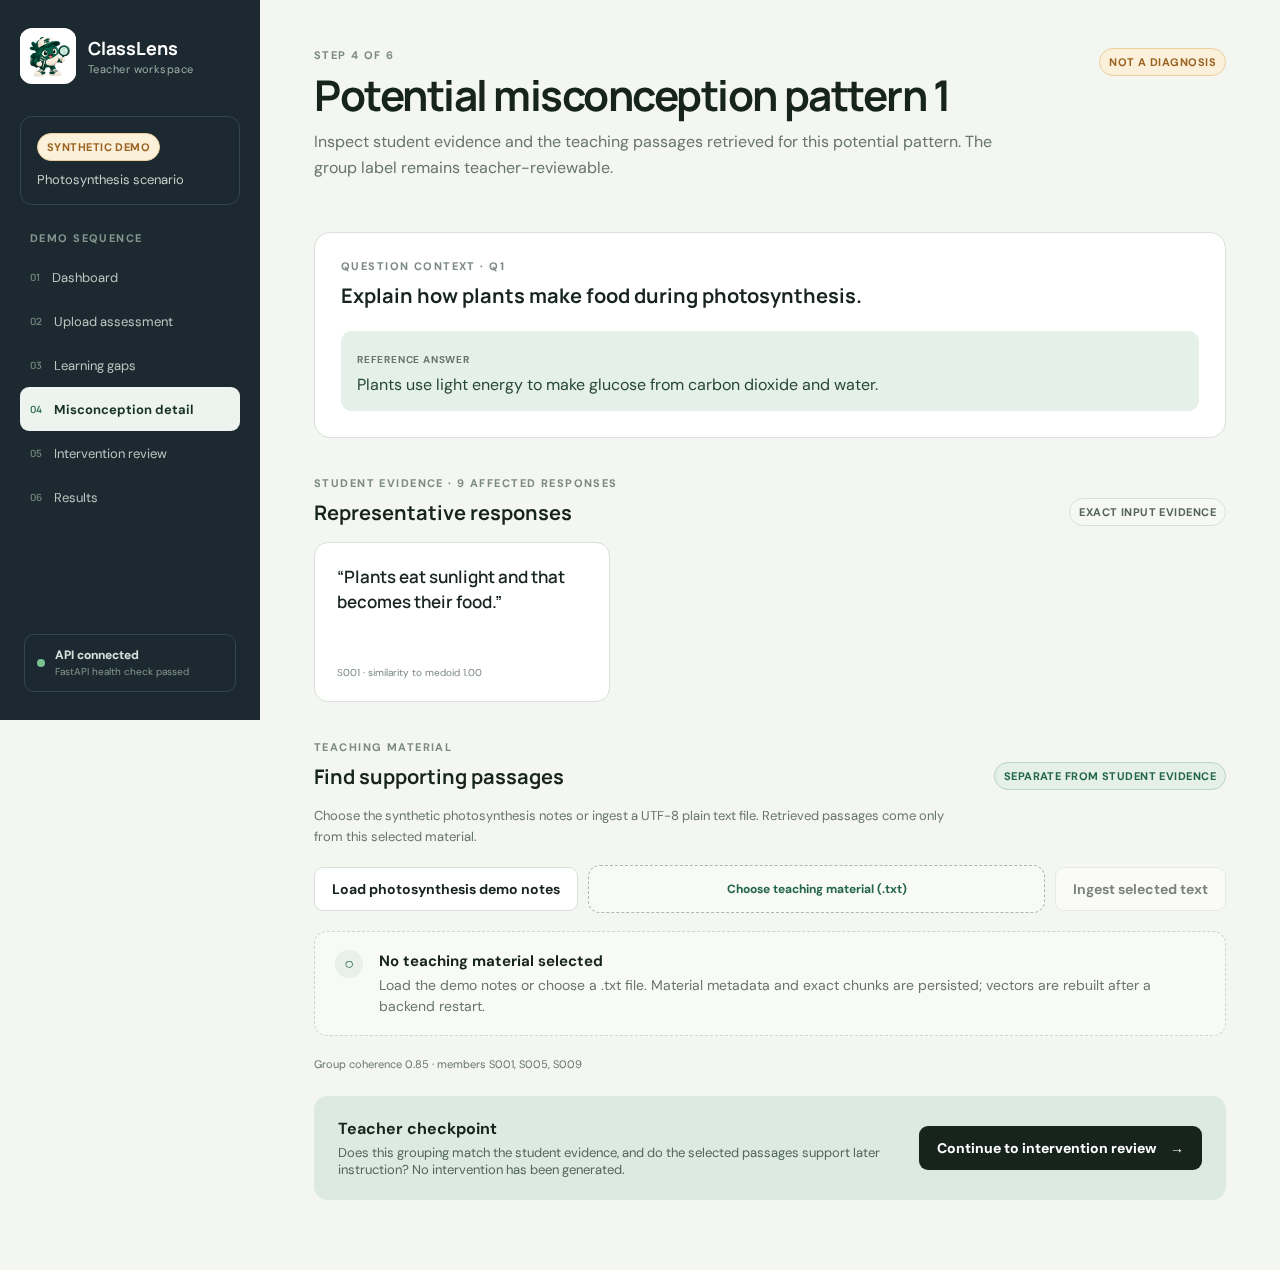 ClassLens
Teacher workspace
SYNTHETIC DEMO
Photosynthesis scenario
DEMO SEQUENCE
01 Dashboard
02 Upload assessment
03 Learning gaps
04 Misconception detail
05 Intervention review
06 Results
API connected
FastAPI health check passed
STEP 4 OF 6
NOT A DIAGNOSIS
Potential misconception pattern 1
Inspect student evidence and the teaching passages retrieved for this potential pattern. The
group label remains teacher-reviewable.
QUESTION CONTEXT · Q1
Explain how plants make food during photosynthesis.
REFERENCE ANSWER
Plants use light energy to make glucose from carbon dioxide and water.
STUDENT EVIDENCE · 9 AFFECTED RESPONSES
Representative responses
EXACT INPUT EVIDENCE
“Plants eat sunlight and that
becomes their food.”
S001 · similarity to medoid 1.00
TEACHING MATERIAL
Find supporting passages
SEPARATE FROM STUDENT EVIDENCE
Choose the synthetic photosynthesis notes or ingest a UTF-8 plain text file. Retrieved passages come only
from this selected material.
Load photosynthesis demo notes
Choose teaching material (.txt)
Ingest selected text
No teaching material selected
Load the demo notes or choose a .txt file. Material metadata and exact chunks are persisted; vectors are rebuilt after a
backend restart.
Group coherence 0.85 · members S001, S005, S009
Teacher checkpoint
Does this grouping match the student evidence, and do the selected passages support later
instruction? No intervention has been generated.
Continue to intervention review →